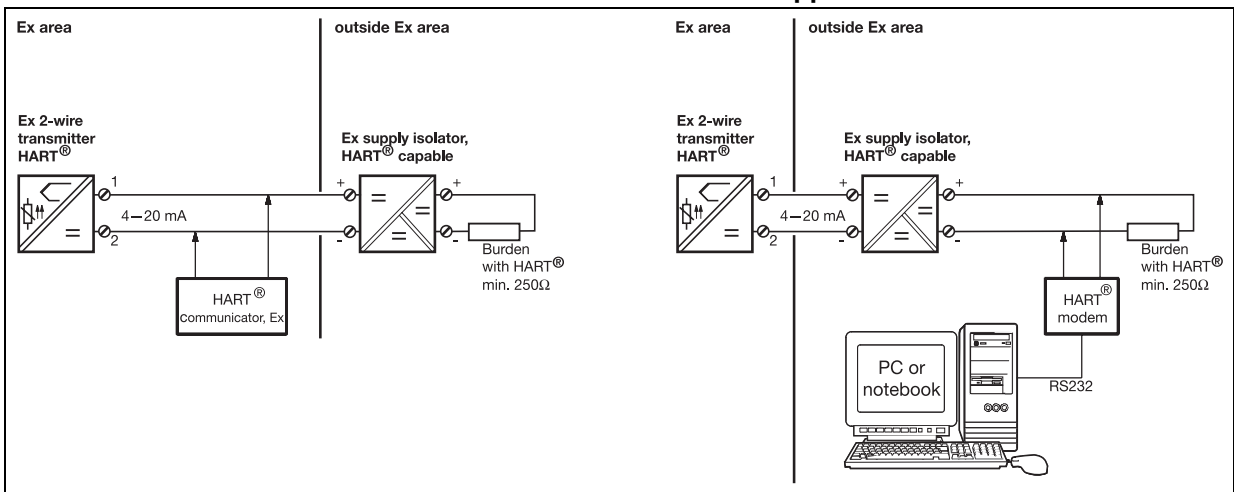 Ex area
outside Ex area
Ex 2-wire
transmitter
HART®
Ex supply isolator,
HART® capable
1
2
4–20 mA
+
-
+
-
Burden
with HART®
min. 250Ω
HART®
communicator, Ex
Ex area
outside Ex area
Ex 2-wire
transmitter
HART®
Ex supply isolator,
HART® capable
1
2
4–20 mA
+
-
+
-
Burden
with HART®
min. 250Ω
HART®
modem
PC or
notebook
RS232